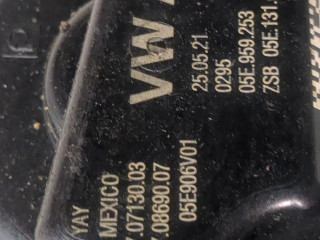 VW
25.05.21
0295
05E.959.253
ZSB 05E.131.
YAY
MEXICO
.07130.03
.08690.07
05E906V01